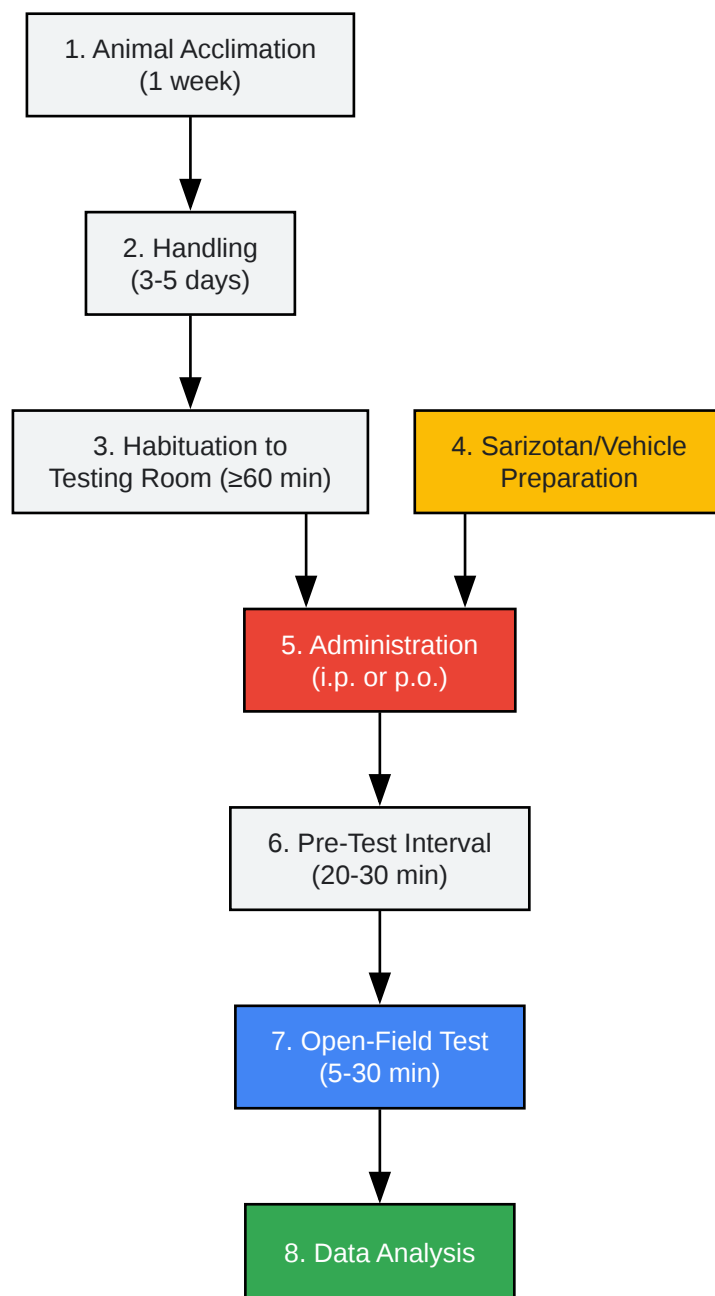 1. Animal Acclimation
(1 week)
2. Handling
(3-5 days)
3. Habituation to
Testing Room (≥60 min)
4. Sarizotan/Vehicle
Preparation
5. Administration
(i.p. or p.o.)
6. Pre-Test Interval
(20-30 min)
7. Open-Field Test
(5-30 min)
8. Data Analysis